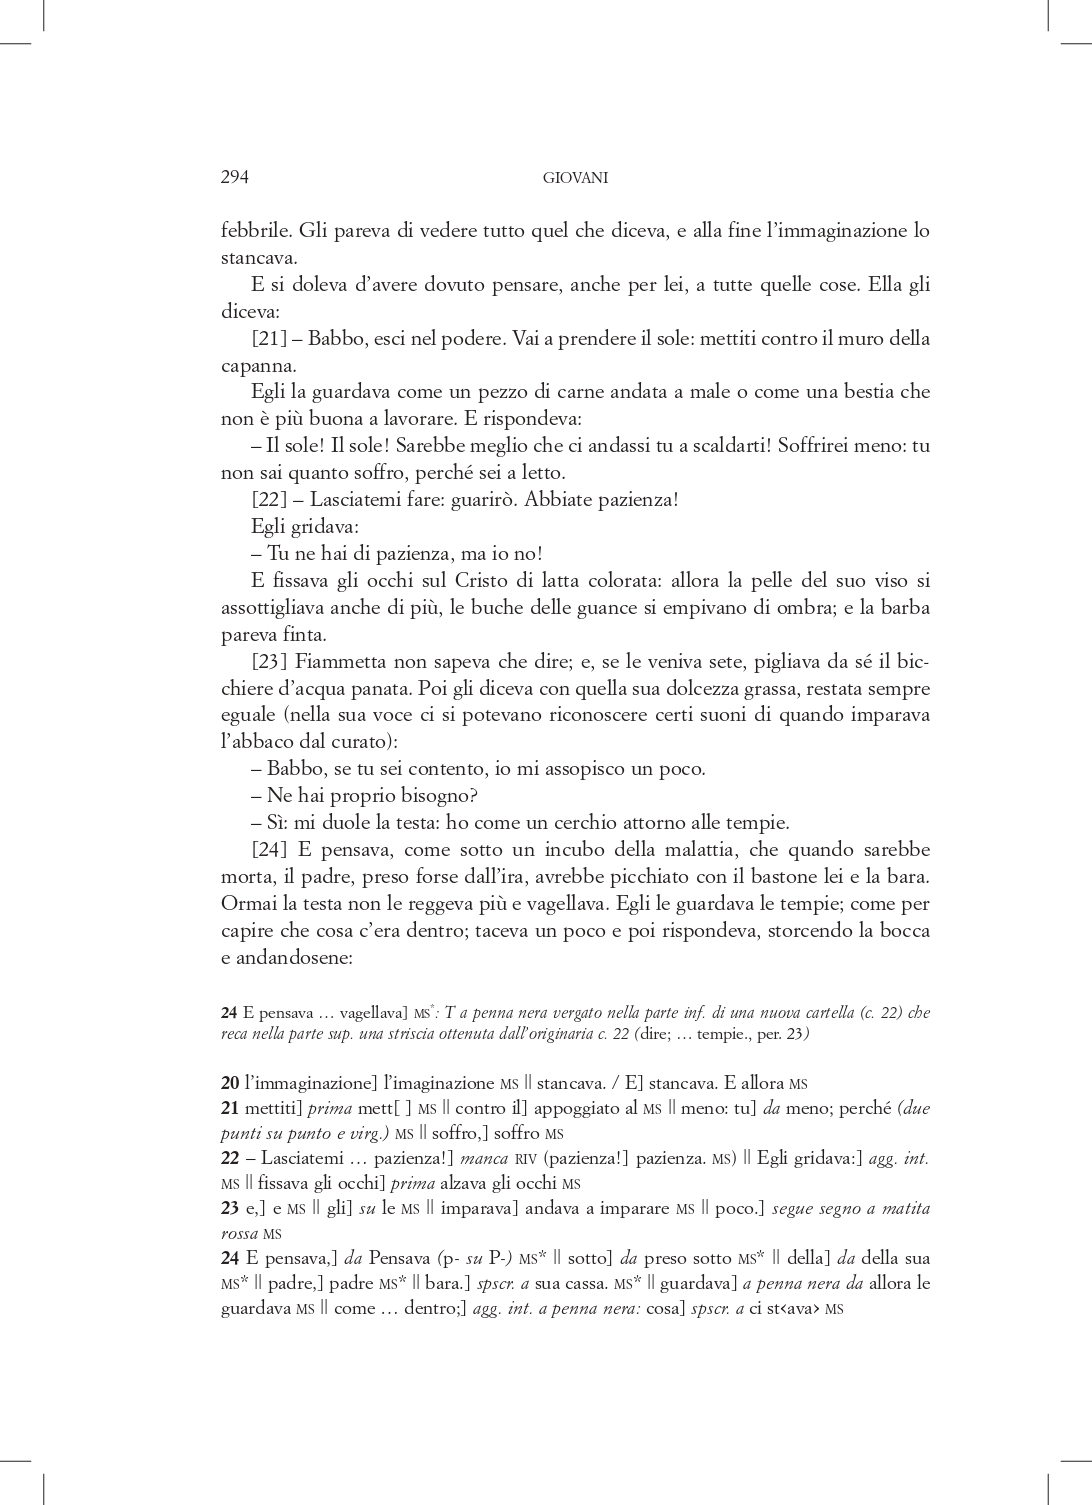 294 GIOVANI
febbrile. Gli pareva di vedere tutto quel che diceva, e alla fine l’immaginazione lo
stancava.
E si doleva d’avere dovuto pensare, anche per lei, a tutte quelle cose. Ella gli
diceva:
[21] – Babbo, esci nel podere. Vai a prendere il sole: mettiti contro il muro della
capanna.
Egli la guardava come un pezzo di carne andata a male o come una bestia che
non è più buona a lavorare. E rispondeva:
– Il sole! Il sole! Sarebbe meglio che ci andassi tu a scaldarti! Soffrirei meno: tu
non sai quanto soffro, perché sei a letto.
[22] – Lasciatemi fare: guarirò. Abbiate pazienza!
Egli gridava:
– Tu ne hai di pazienza, ma io no!
E fissava gli occhi sul Cristo di latta colorata: allora la pelle del suo viso si
assottigliava anche di più, le buche delle guance si empivano di ombra; e la barba
pareva finta.
[23] Fiammetta non sapeva che dire; e, se le veniva sete, pigliava da sé il bic-
chiere d’acqua panata. Poi gli diceva con quella sua dolcezza grassa, restata sempre
eguale (nella sua voce ci si potevano riconoscere certi suoni di quando imparava
l’abbaco dal curato):
– Babbo, se tu sei contento, io mi assopisco un poco.
– Ne hai proprio bisogno?
– Sì: mi duole la testa: ho come un cerchio attorno alle tempie.
[24] E pensava, come sotto un incubo della malattia, che quando sarebbe
morta, il padre, preso forse dall’ira, avrebbe picchiato con il bastone lei e la bara.
Ormai la testa non le reggeva più e vagellava. Egli le guardava le tempie; come per
capire che cosa c’era dentro; taceva un poco e poi rispondeva, storcendo la bocca
e andandosene:
24 E pensava … vagellava] MS*: T a penna nera vergato nella parte inf. di una nuova cartella (c. 22) che
reca nella parte sup. una striscia ottenuta dall’originaria c. 22 (dire; … tempie., per. 23)
20 l’immaginazione] l’imaginazione MS || stancava. / E] stancava. E allora MS
21 mettiti] prima mett[ ] MS || contro il] appoggiato al MS || meno: tu] da meno; perché (due
punti su punto e virg.) MS || soffro,] soffro MS
22 – Lasciatemi … pazienza!] manca RIV (pazienza!] pazienza. MS) || Egli gridava:] agg. int.
MS || fissava gli occhi] prima alzava gli occhi MS
23 e,] e MS || gli] su le MS || imparava] andava a imparare MS || poco.] segue segno a matita
rossa MS
24 E pensava,] da Pensava (p- su P-) MS* || sotto] da preso sotto MS* || della] da della sua
MS* || padre,] padre MS* || bara.] spscr. a sua cassa. MS* || guardava] a penna nera da allora le
guardava MS || come … dentro;] agg. int. a penna nera: cosa] spscr. a ci st‹ava› MS